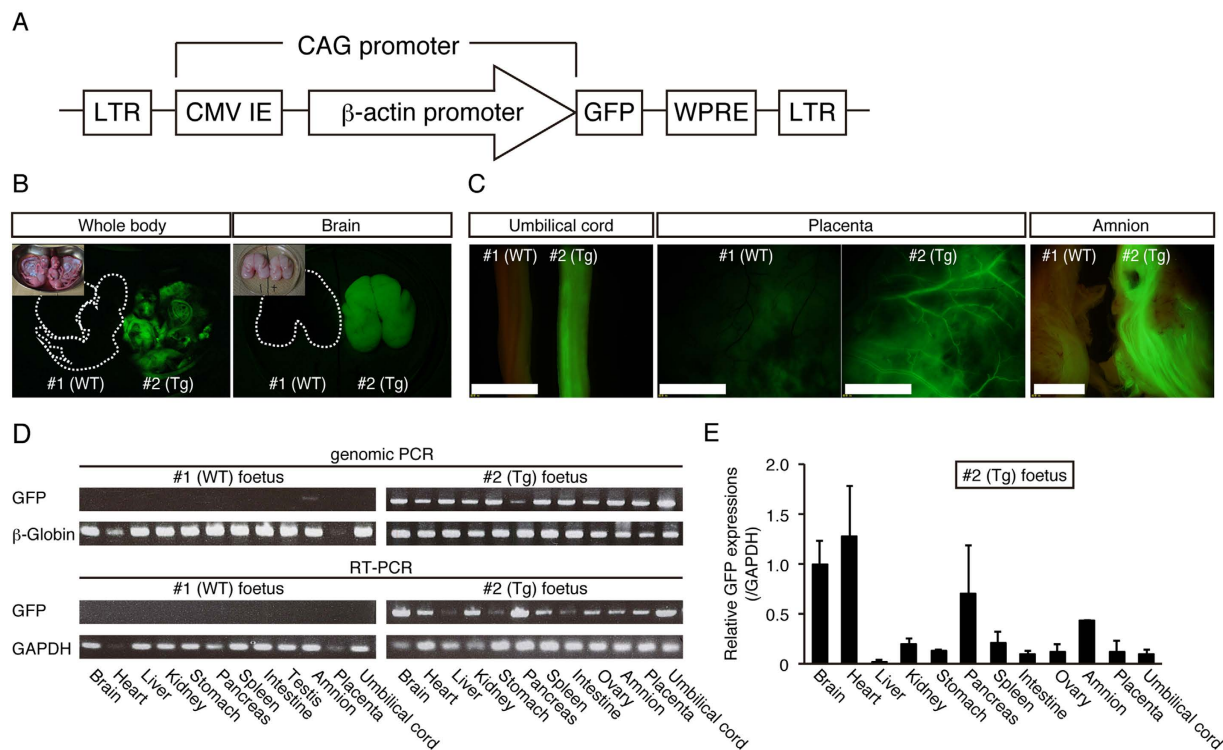 A
CAG promoter
LTR CMV IE β-actin promoter GFP WPRE LTR
B
Whole body Brain
#1 (WT) #2 (Tg) #1 (WT) #2 (Tg)
C
Umbilical cord Placenta Amnion
#1 (WT) #2 (Tg) #1 (WT) #2 (Tg) #1 (WT) #2 (Tg)
D
genomic PCR
#1 (WT) foetus #2 (Tg) foetus
GFP
β-Globin
RT-PCR
#1 (WT) foetus #2 (Tg) foetus
GFP
GAPDH
Brain Heart Liver Kidney Stomach Pancreas Spleen Intestine Testis Amnion Placenta Umbilical cord
Brain Heart Liver Kidney Stomach Pancreas Spleen Intestine Ovary Amnion Placenta Umbilical cord
E
Relative GFP expressions
(/GAPDH)
2.0
1.5
1.0
0.5
0
#2 (Tg) foetus
Brain Heart Liver Kidney Stomach Pancreas Spleen Intestine Ovary Amnion Placenta Umbilical cord